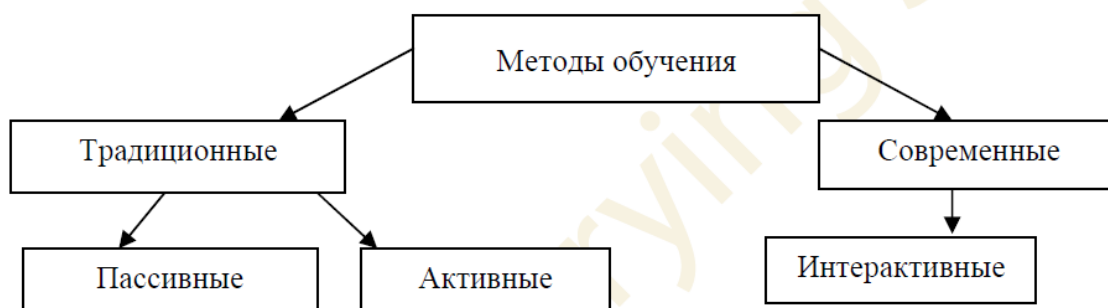 Методы обучения
Традиционные
Современные
Пассивные
Активные
Интерактивные